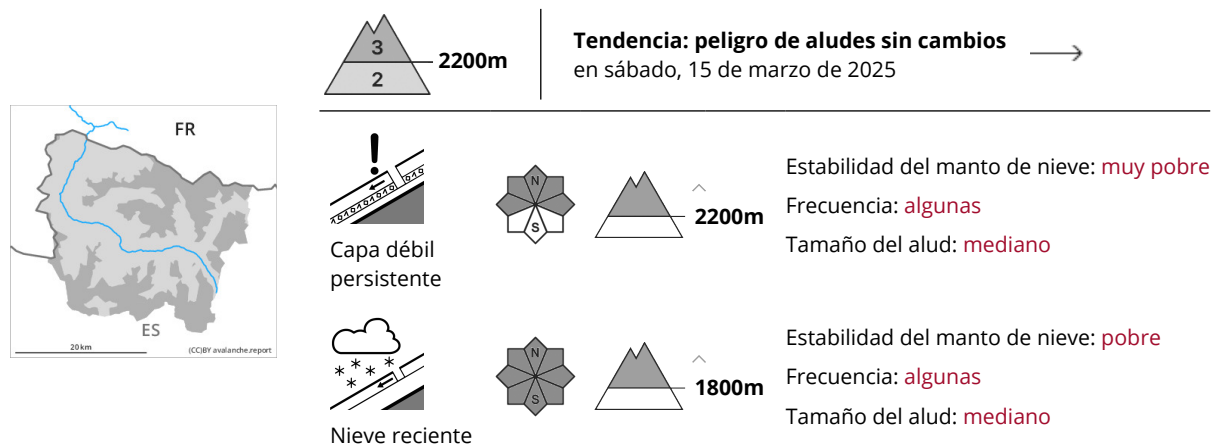 3
2
2200m
Tendencia: peligro de aludes sin cambios
en sábado, 15 de marzo de 2025
FR
ES
20 km
(CC)BY avalanche.report
N
S
2200m
Capa débil
persistente
Estabilidad del manto de nieve: muy pobre
Frecuencia: algunas
Tamaño del alud: mediano
N
S
1800m
Nieve reciente
Estabilidad del manto de nieve: pobre
Frecuencia: algunas
Tamaño del alud: mediano